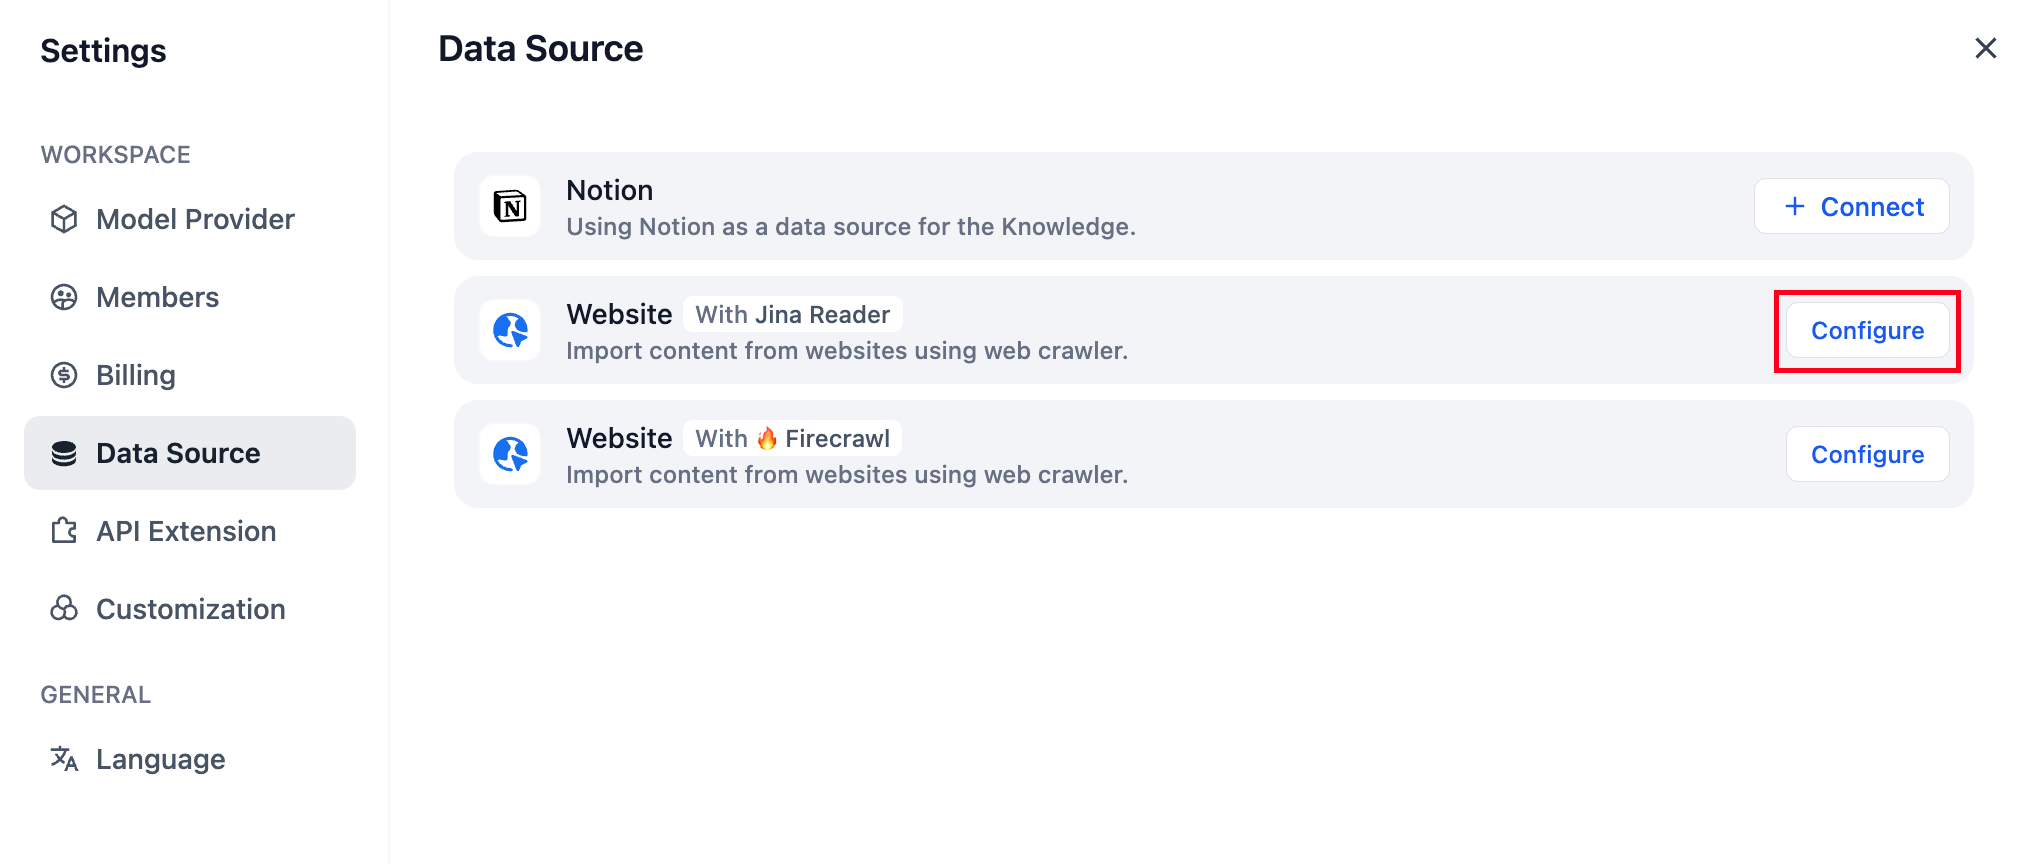 Settings
WORKSPACE
Model Provider
Members
Billing
Data Source
API Extension
Customization
GENERAL
Language
Data Source
Notion
Using Notion as a data source for the Knowledge.
+ Connect
Website With Jina Reader
Import content from websites using web crawler.
Configure
Website With 🔥 Firecrawl
Import content from websites using web crawler.
Configure